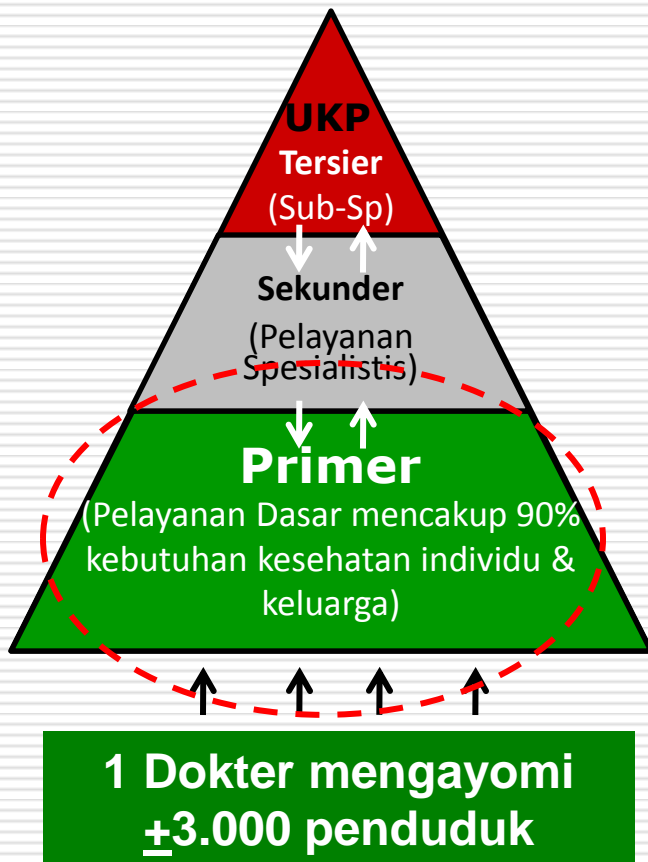 UKP
Tersier
(Sub-Sp)
Sekunder
(Pelayanan
Spesialistis)
Primer
(Pelayanan Dasar mencakup 90%
kebutuhan kesehatan individu &
keluarga)
1 Dokter mengayomi
±3.000 penduduk